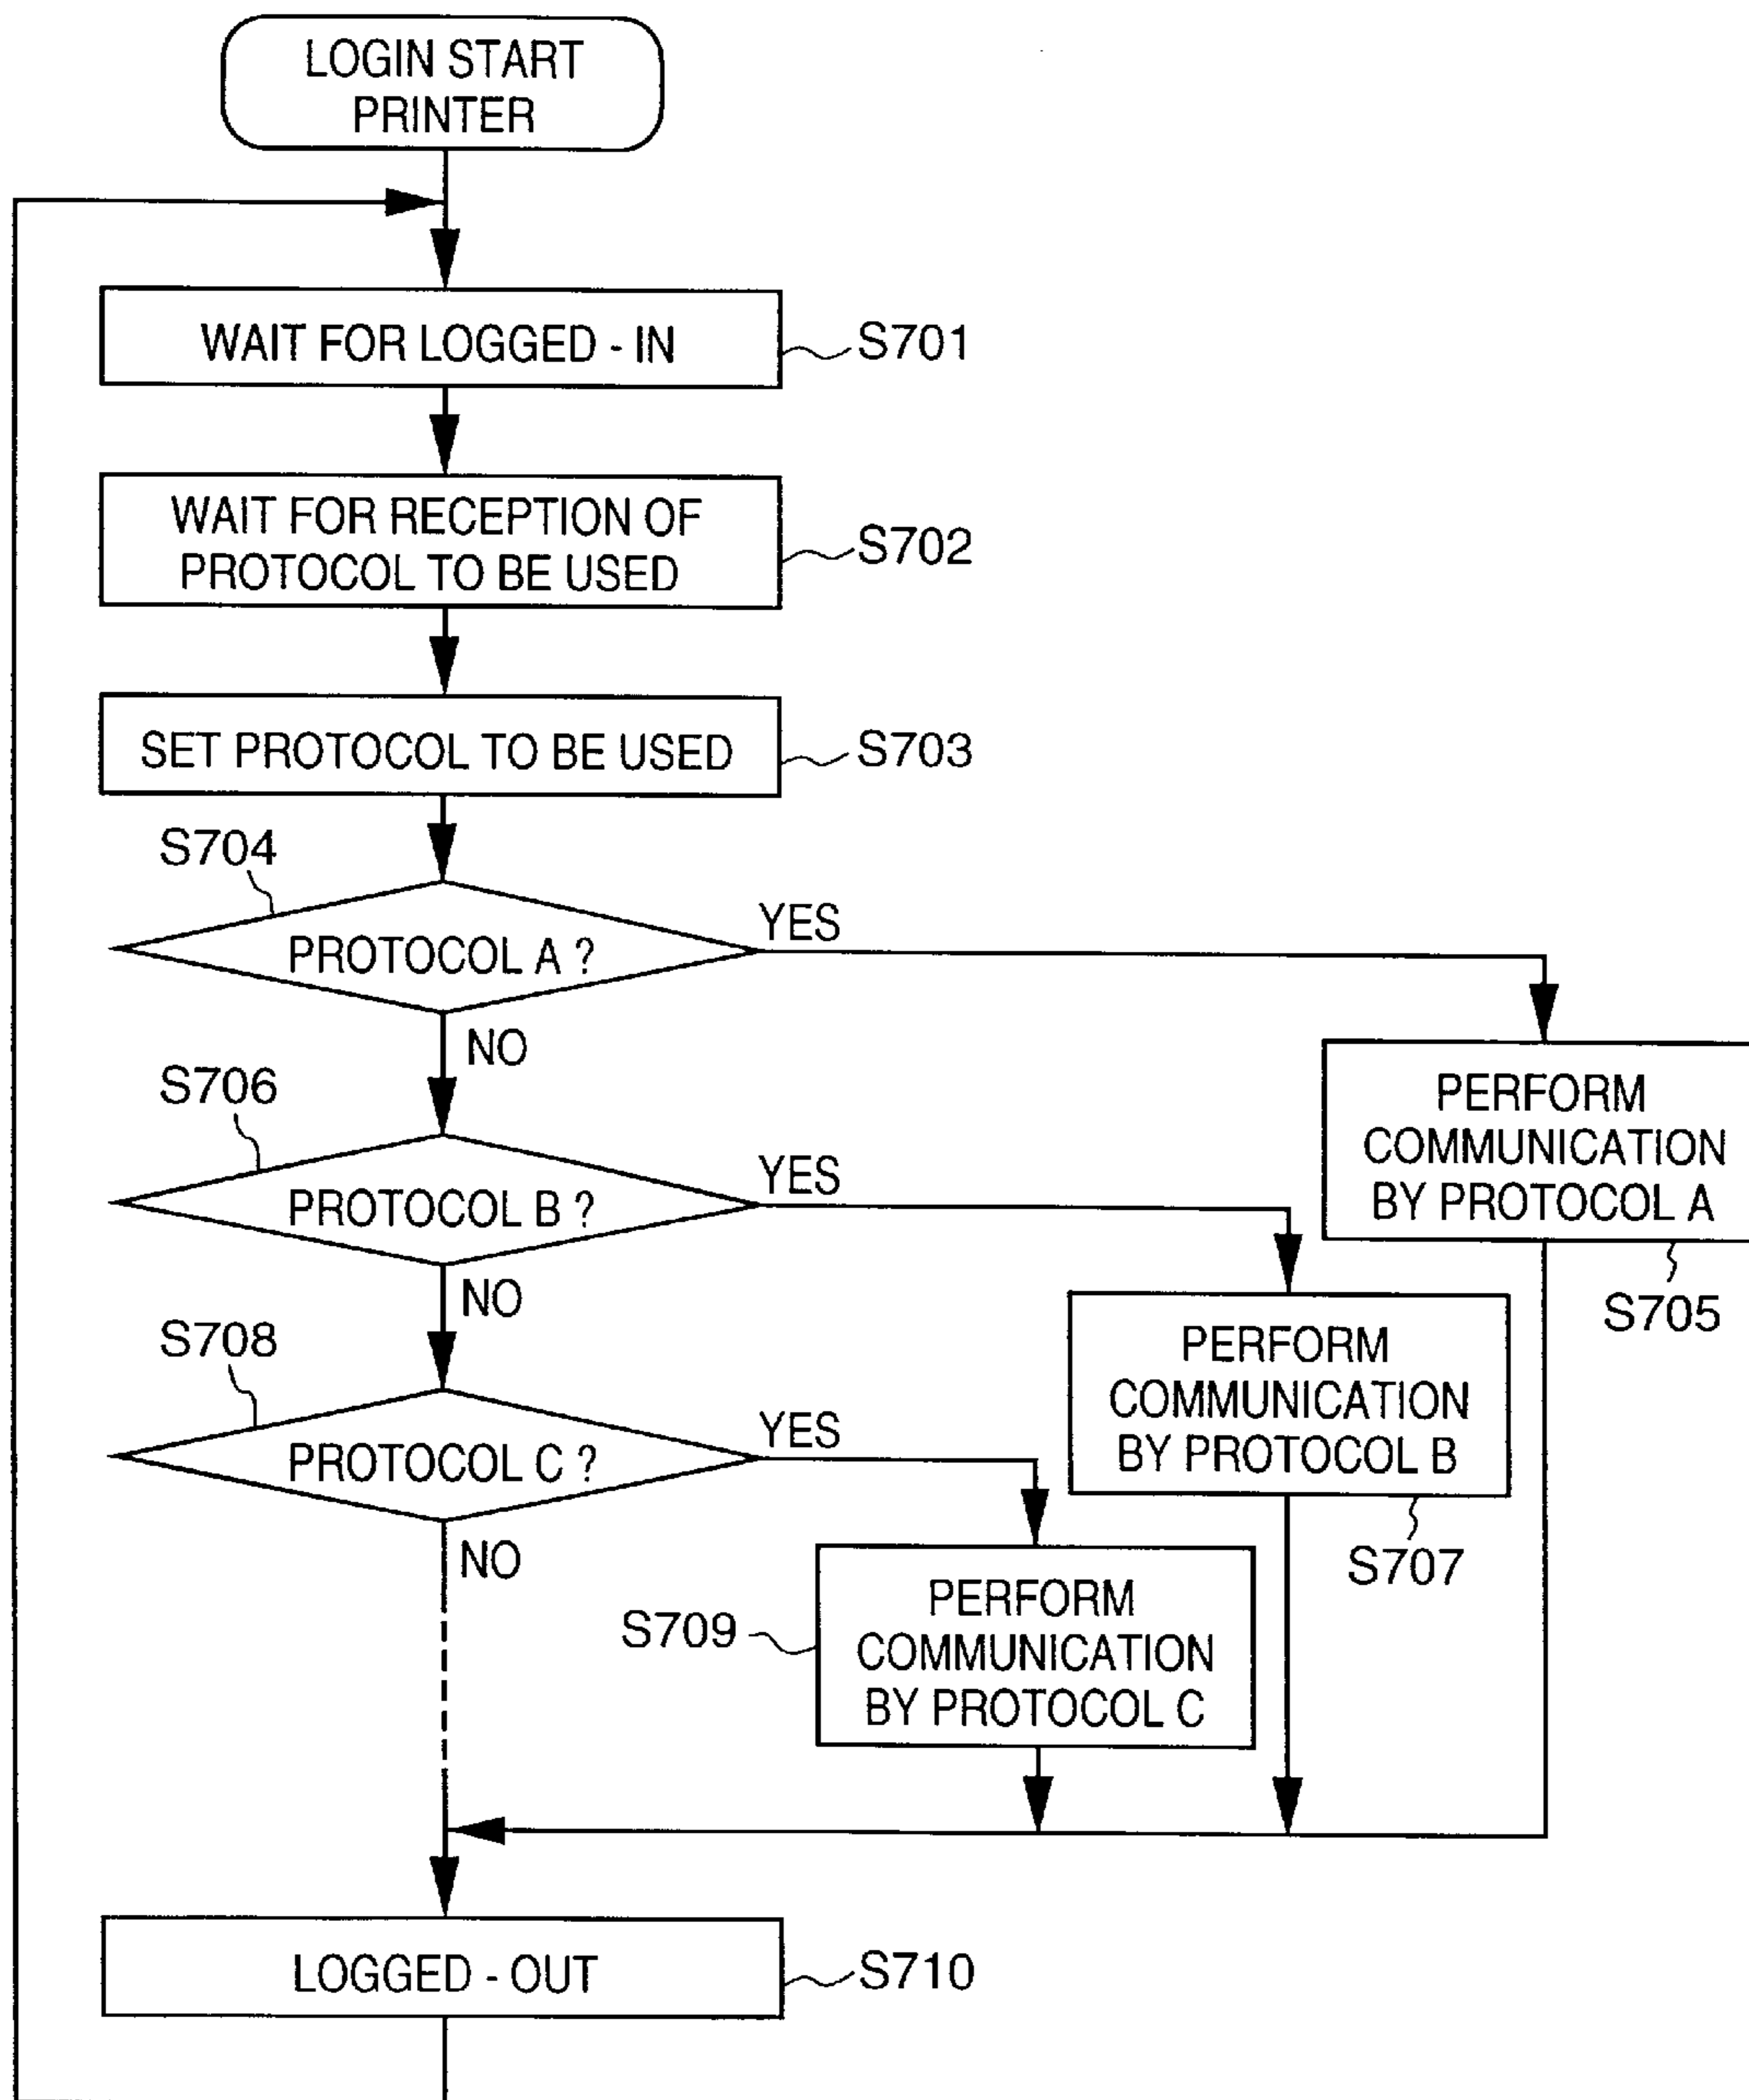 LOGIN START
PRINTER
WAIT FOR LOGGED - IN
S701
WAIT FOR RECEPTION OF
PROTOCOL TO BE USED
S702
SET PROTOCOL TO BE USED
S703
S704
PROTOCOL A ?
YES
NO
PERFORM
COMMUNICATION
BY PROTOCOL A
S705
S706
PROTOCOL B ?
YES
NO
PERFORM
COMMUNICATION
BY PROTOCOL B
S707
S708
PROTOCOL C ?
YES
NO
PERFORM
COMMUNICATION
BY PROTOCOL C
S709
LOGGED - OUT
S710